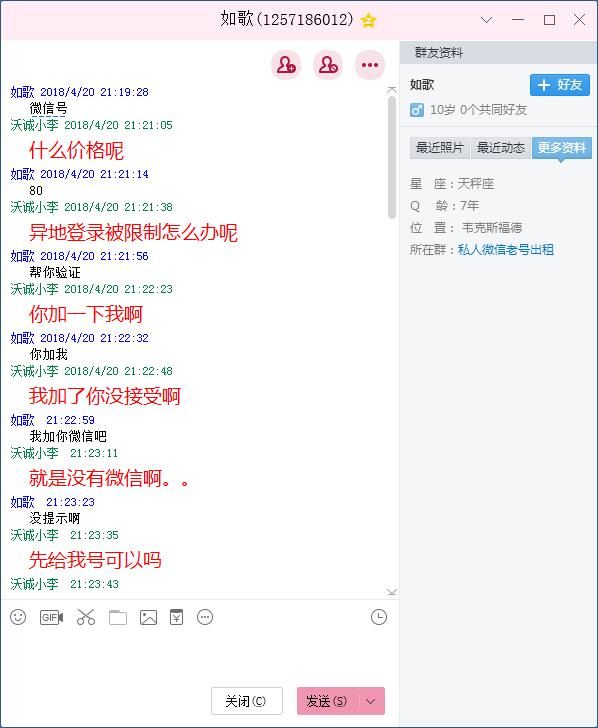 如歌(1257186012)
如歌 2018/4/20 21:19:28
微信号
沃诚小李 2018/4/20 21:21:05
什么价格呢
如歌 2018/4/20 21:21:14
80
沃诚小李 2018/4/20 21:21:38
异地登录被限制怎么办呢
如歌 2018/4/20 21:21:56
帮你验证
沃诚小李 2018/4/20 21:22:23
你加一下我啊
如歌 2018/4/20 21:22:32
你加我
沃诚小李 2018/4/20 21:22:48
我加了你没接受啊
如歌 21:22:59
我加你微信吧
沃诚小李 21:23:11
就是没有微信啊。。
如歌 21:23:23
没提示啊
沃诚小李 21:23:35
先给我号可以吗
沃诚小李 21:23:43
GIF
关闭(C)
发送(S)
群友资料
如歌
+ 好友
10岁 0个共同好友
最近照片 最近动态 更多资料
星 座：天秤座
Q 龄：7年
位 置： 韦克斯福德
所在群：私人微信老号出租